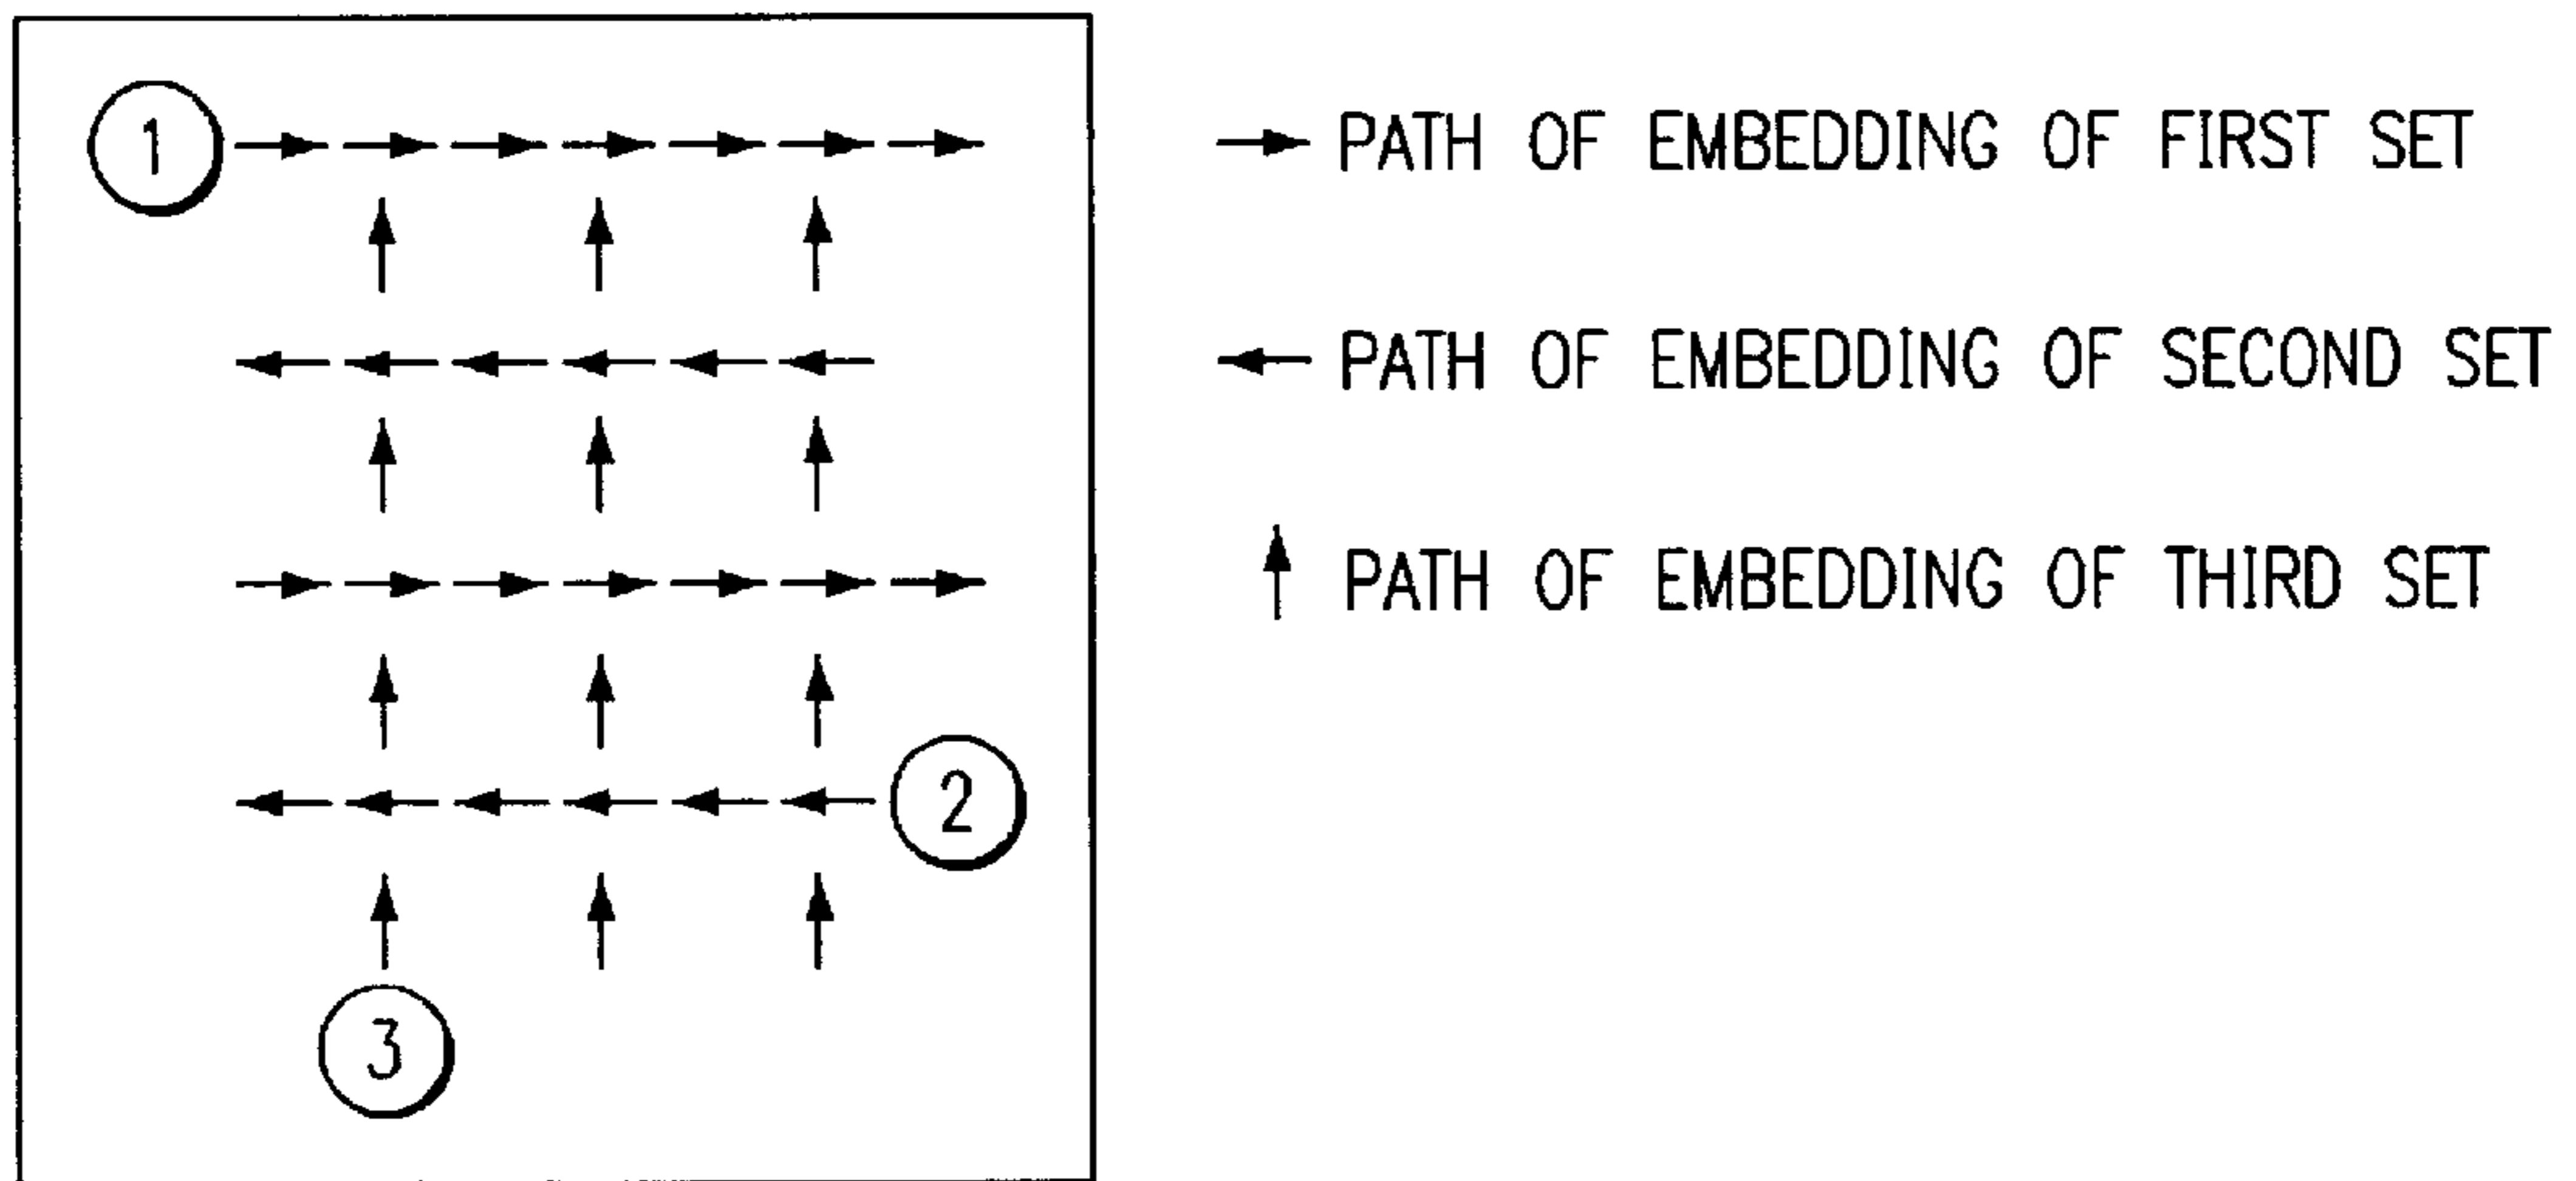 1
PATH OF EMBEDDING OF FIRST SET
PATH OF EMBEDDING OF SECOND SET
PATH OF EMBEDDING OF THIRD SET
2
3